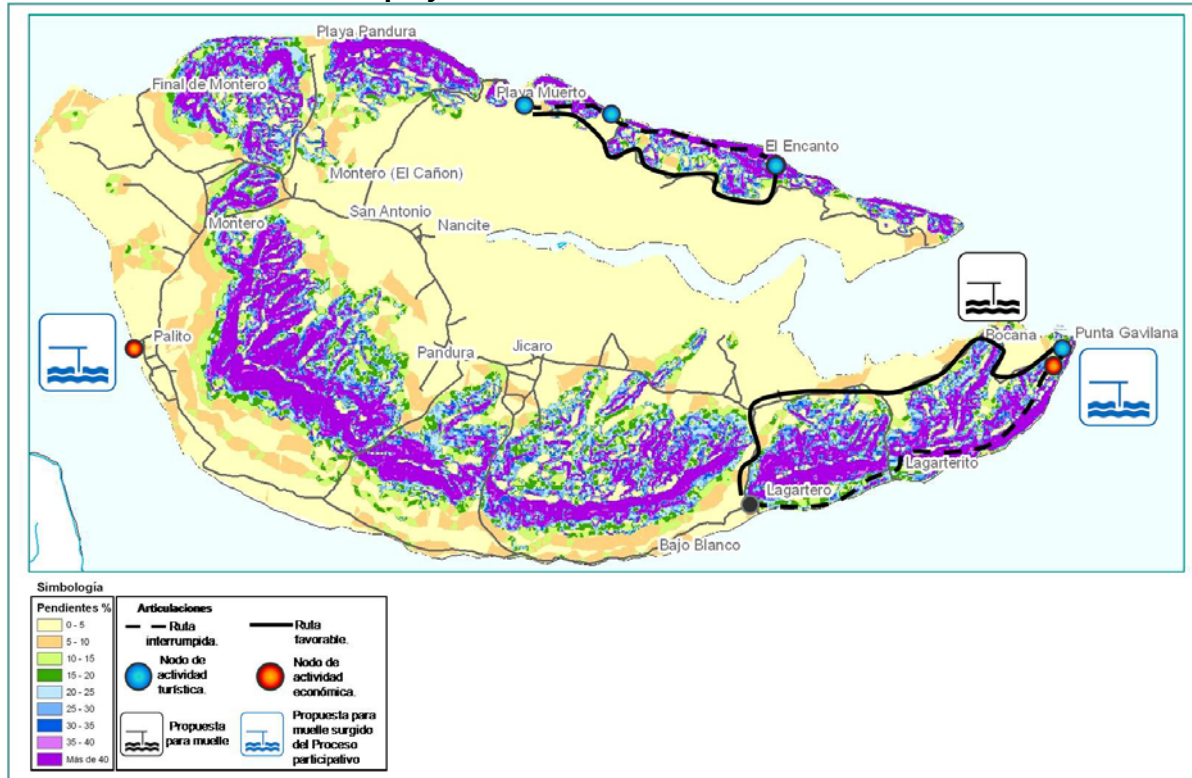 Playa Pandura
Final de Montero
Playa Muerto
El Encanto
Montero (El Cañon)
San Antonio
Montero
Nancite
Bocana
Punta Gavilana
Palito
Pandura
Jicaro
Lagarterito
Lagartero
Bajo Blanco
Simbología
Pendientes %
0 - 5
5 - 10
10 - 15
15 - 20
20 - 25
25 - 30
30 - 35
35 - 40
Más de 40
Articulaciones
Ruta
interrumpida.
Ruta
favorable.
Nodo de
actividad
turística.
Nodo de
actividad
económica.
Propuesta
para muelle
Propuesta para
muelle surgido
del Proceso
participativo